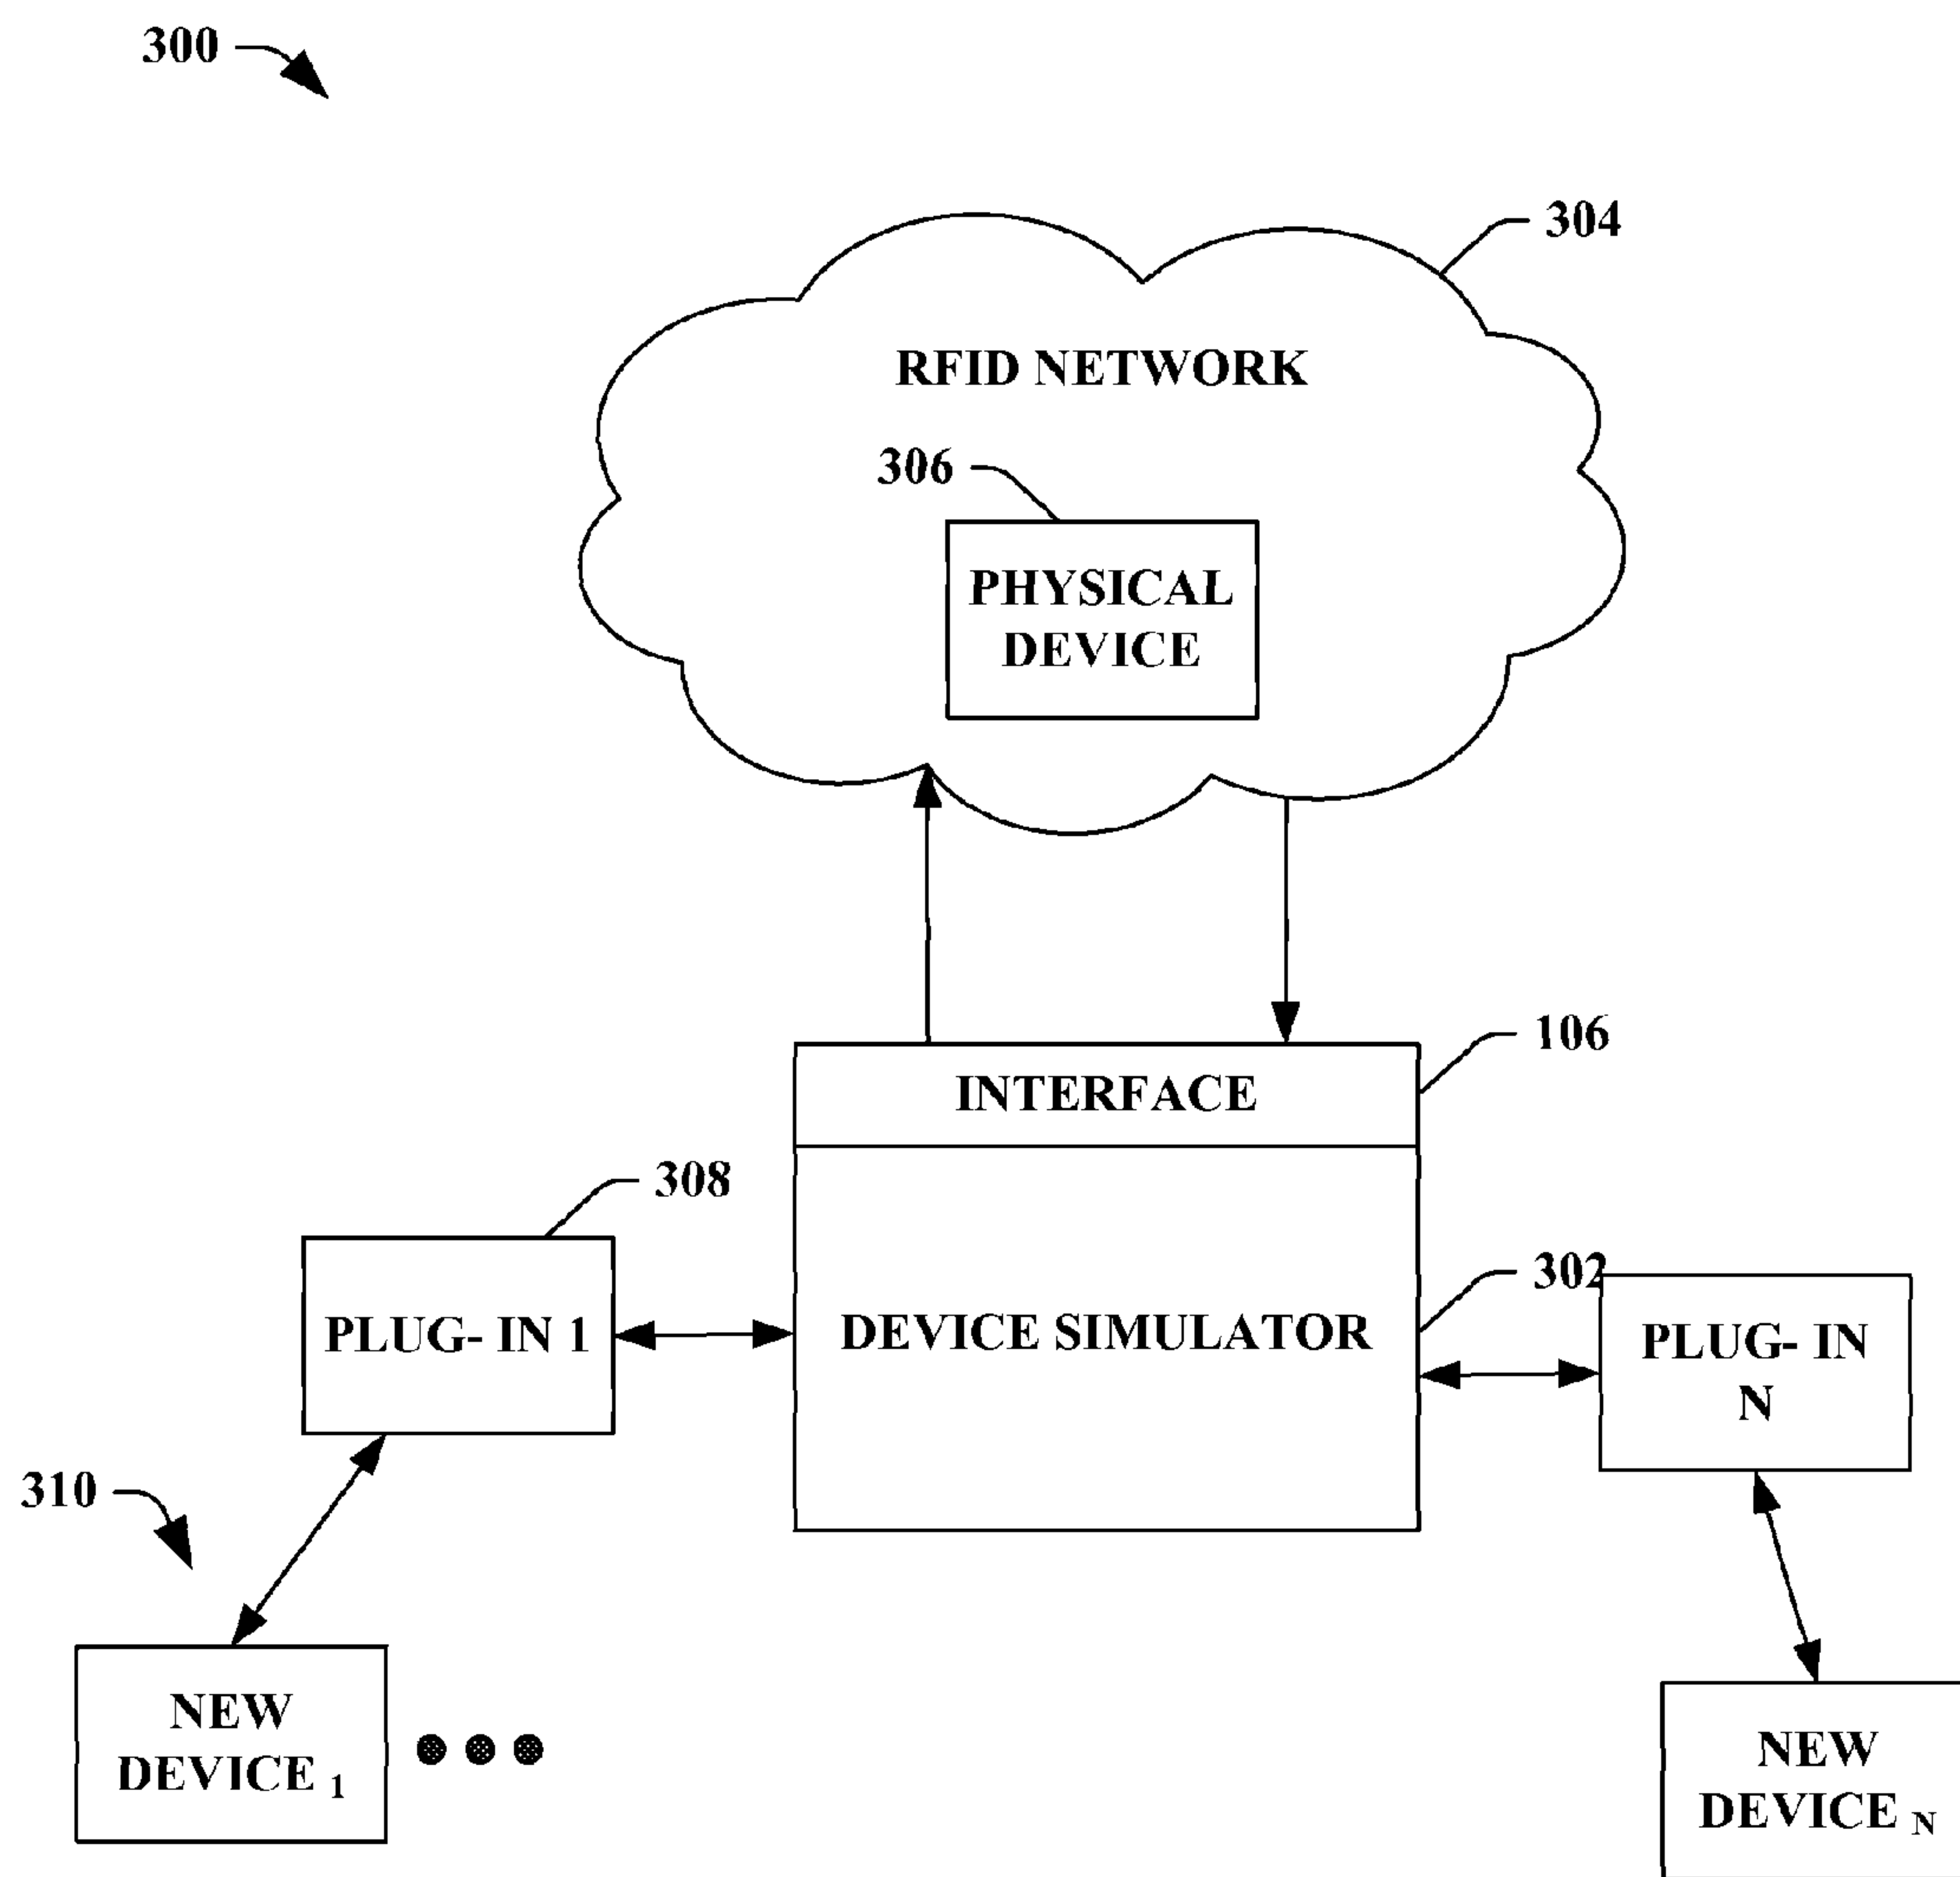 300
304
RFID NETWORK
306
PHYSICAL
DEVICE
106
INTERFACE
308
302
DEVICE SIMULATOR
PLUG- IN 1
PLUG- IN
N
310
NEW
DEVICE 1
NEW
DEVICE N